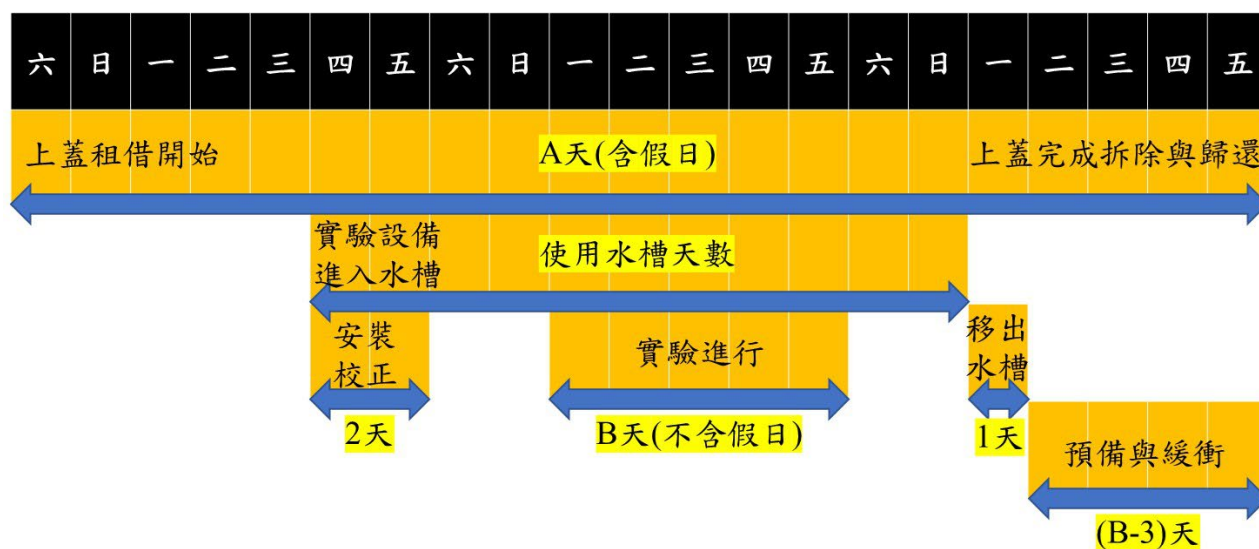 六 日 一 二 三 四 五 六 日 一 二 三 四 五 六 日 一 二 三 四 五
上蓋租借開始 A天(含假日) 上蓋完成拆除與歸還
實驗設備
進入水槽
使用水槽天數
安裝
校正
實驗進行
移出
水槽
2天
B天(不含假日)
1天
預備與緩衝
(B-3)天